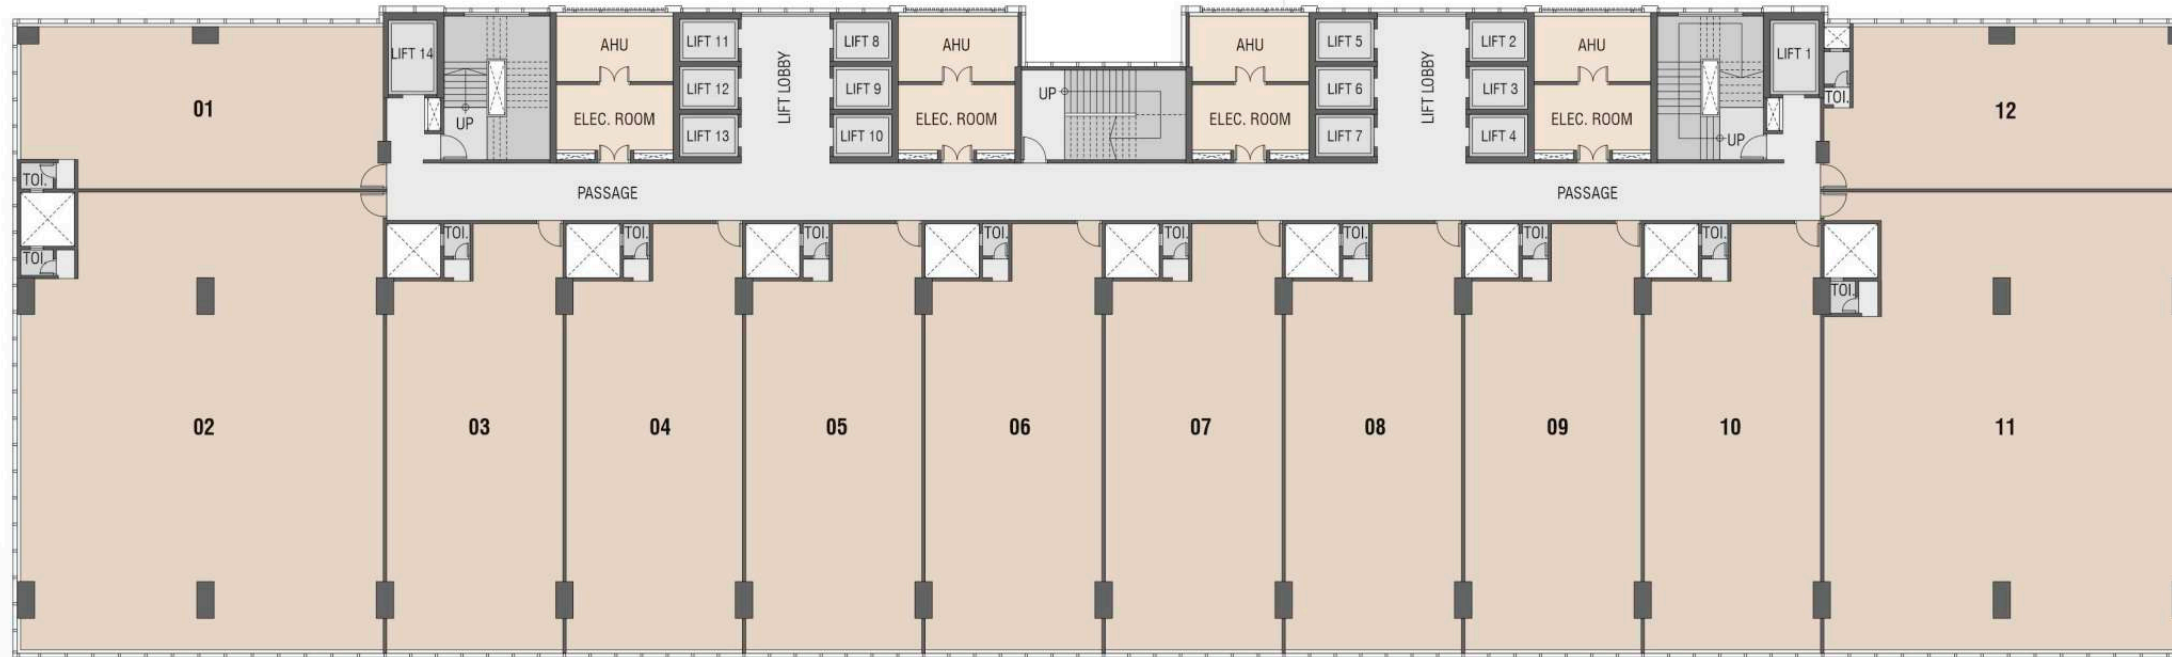 LIFT 14
AHU
LIFT 11
LIFT 8
AHU
AHU
LIFT 5
LIFT 2
AHU
LIFT 1
LIFT LOBBY
LIFT LOBBY
LIFT 12
LIFT 9
UP
LIFT 6
LIFT 3
TOI.
01
UP
ELEC. ROOM
LIFT 13
LIFT 10
ELEC. ROOM
ELEC. ROOM
LIFT 7
LIFT 4
ELEC. ROOM
UP
12
TOI.
PASSAGE
PASSAGE
TOI.
TOI.
TOI.
TOI.
TOI.
TOI.
TOI.
TOI.
TOI.
TOI.
02
03
04
05
06
07
08
09
10
11